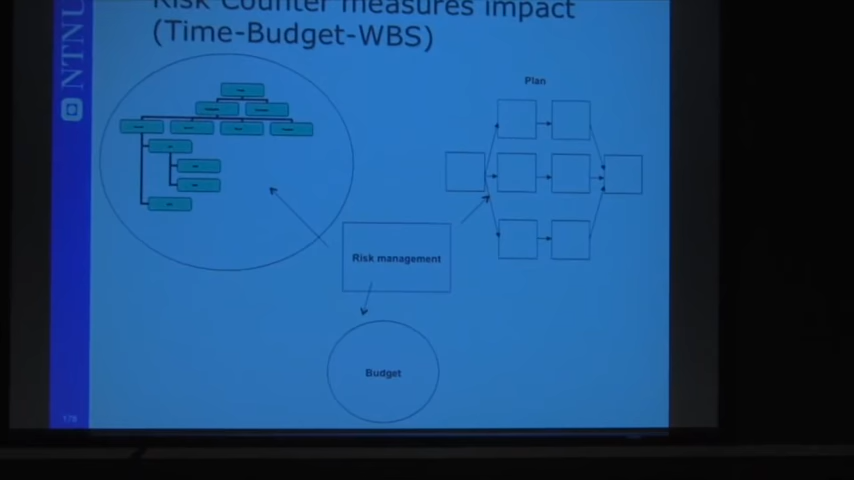 Risk Counter measures impact
(Time-Budget-WBS)
NTNU
Plan
Risk management
Budget